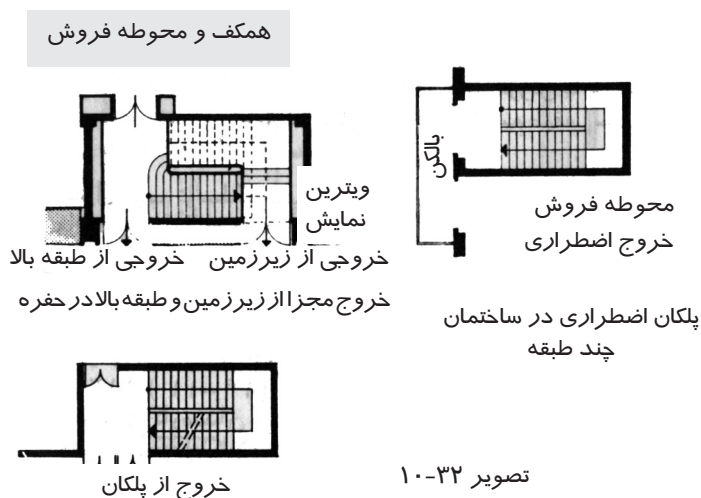 همکف و محوطه فروش
بالکن
ویترین
نمایش
محوطه فروش
خروج اضطراری
خروجی از زیرزمین خروجی از طبقه بالا
خروج مجزا از زیرزمین و طبقه بالا در حفره
پلکان اضطراری در ساختمان
چند طبقه
خروج از پلکان
تصویر ۳۲-۱۰